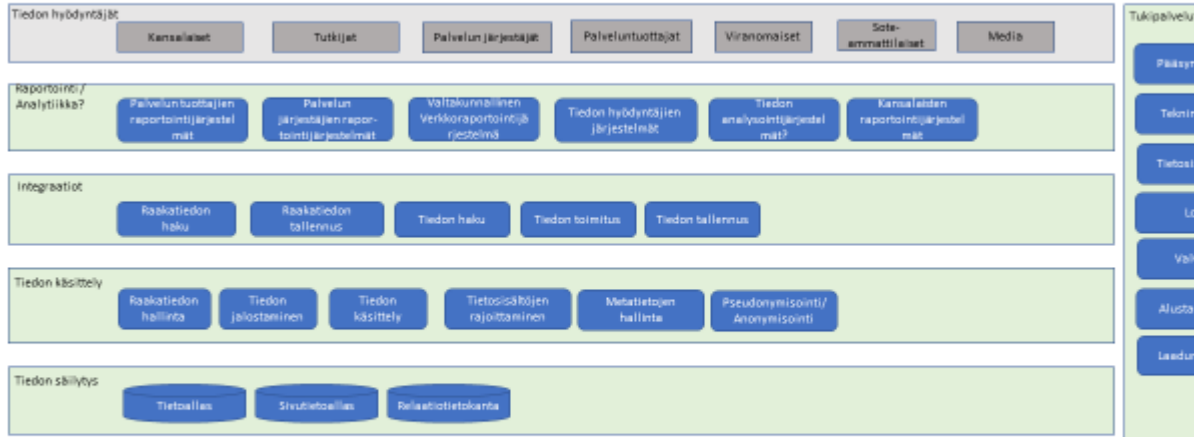 Tiedon hyödyntäjät
Kansalaiset
Tutkijat
Palvelun järjestäjät
Palveluntuottajat
Viranomaiset
Sote-
ammattilaiset
Media
Raportointi /
Analytiikka?
Palveluntuottajien
raportointijärjestel
mät
Palvelun
järjestäjien rapor-
tointijärjestelmät
Valtakunnallinen
Verkkoraportointijä
rjestelmä
Tiedon hyödyntäjien
järjestelmät
Tiedon
analysointijärjestel
mät?
Kansalaisten
raportointijärjestel
mät
Integraatiot
Raakatiedon
haku
Raakatiedon
tallennus
Tiedon haku
Tiedon toimitus
Tiedon tallennus
Tiedon käsittely
Raakatiedon
hallinta
Tiedon
jalostaminen
Tiedon
käsittely
Tietosisältöjen
rajoittaminen
Metatietojen
hallinta
Pseudonymisointi/
Anonymisointi
Tiedon säilytys
Tietoallas
Sivutietoallas
Relaatiotietokanta
Tukipalvelu